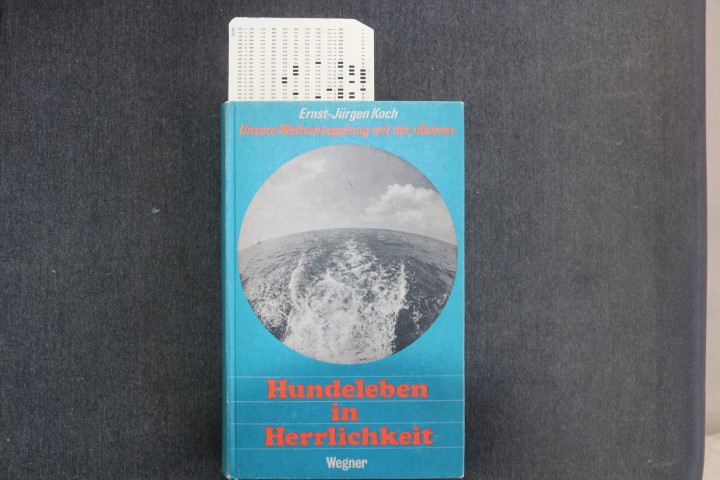 Ernst-Jürgen Koch
Unsere Weltumseglung mit der »Kairos«
Hundeleben
in
Herrlichkeit
Wegner